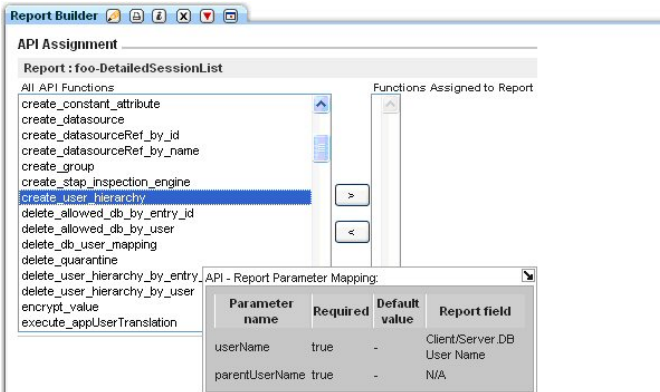 Report Builder
API Assignment
Report : foo-DetailedSessionList
All API Functions
Functions Assigned to Report
create_constant_attribute
create_datasource
create_datasourceRef_by_id
create_datasourceRef_by_name
create_group
create_stap_inspection_engine
create_user_hierarchy
delete_allowed_db_by_entry_id
delete_allowed_db_by_user
delete_db_user_mapping
delete_quarantine
delete_user_hierarchy_by_entry_
delete_user_hierarchy_by_user
encrypt_value
execute_appUserTranslation
>
<
API - Report Parameter Mapping:
Parameter name Required Default value Report field
userName true - Client/Server.DB User Name
parentUserName true - N/A